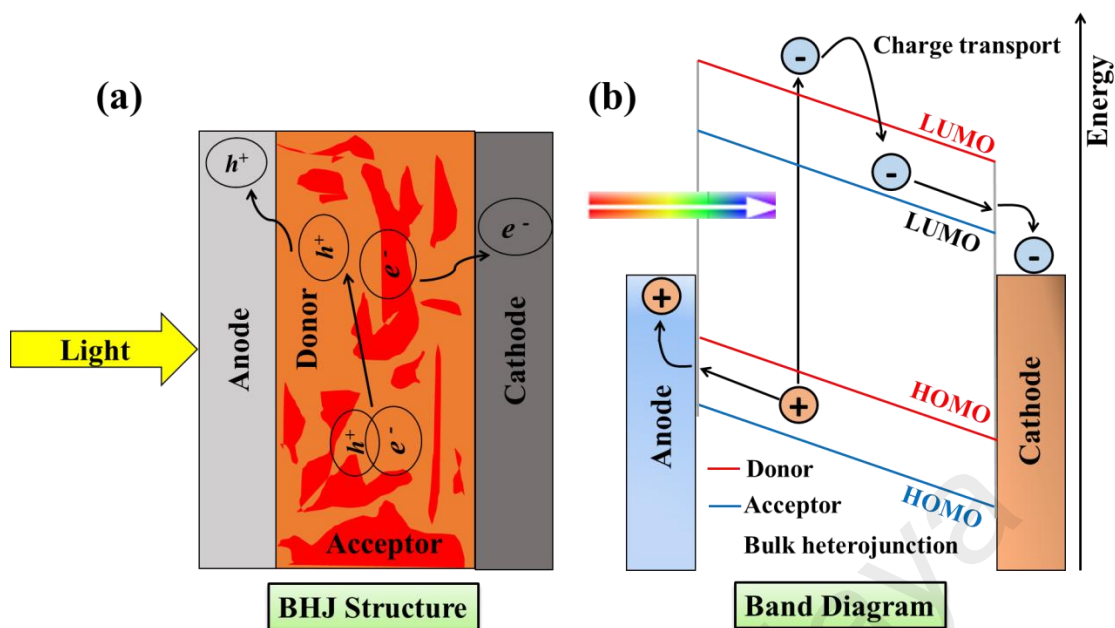 (a)
h+
h+
e -
e -
h+
e -
Light
Anode
Donor
Acceptor
Cathode
BHJ Structure
(b)
Charge transport
Energy
-
LUMO
-
LUMO
-
+
HOMO
+
HOMO
Anode
Cathode
Donor
Acceptor
Bulk heterojunction
Band Diagram